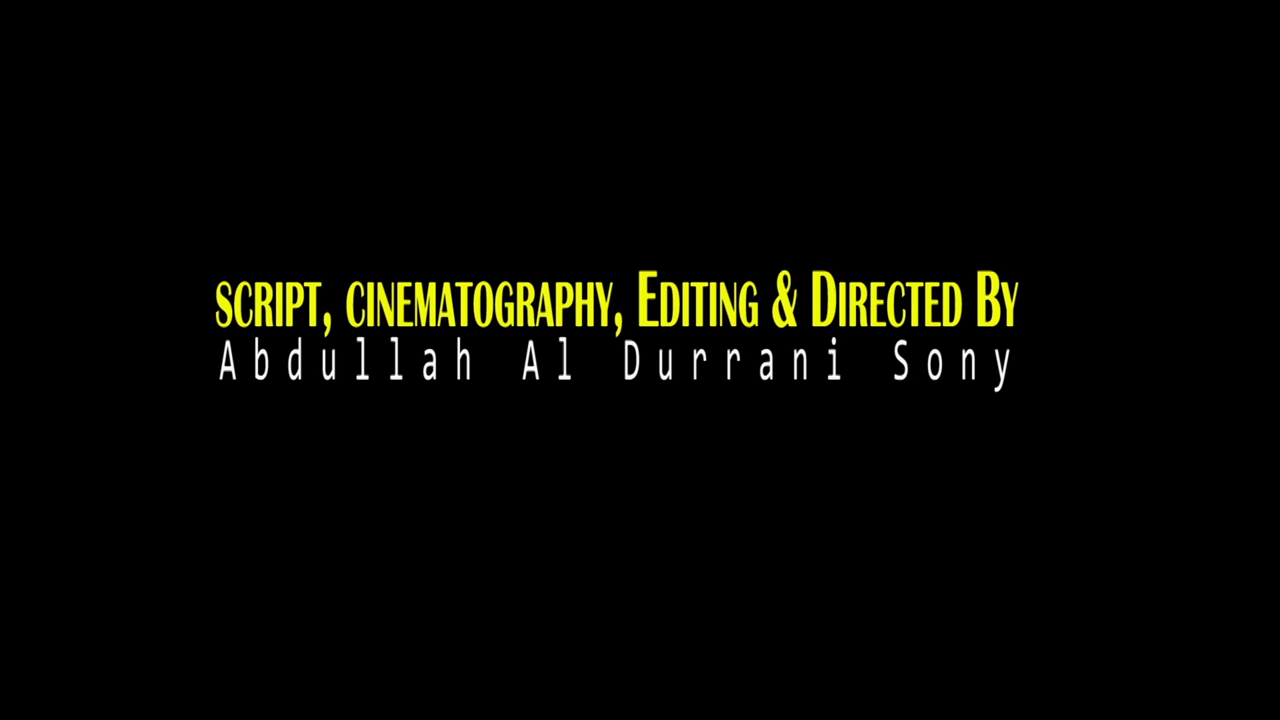 SCRIPT, CINEMATOGRAPHY, EDITING & DIRECTED BY
Abdullah Al Durrani Sony